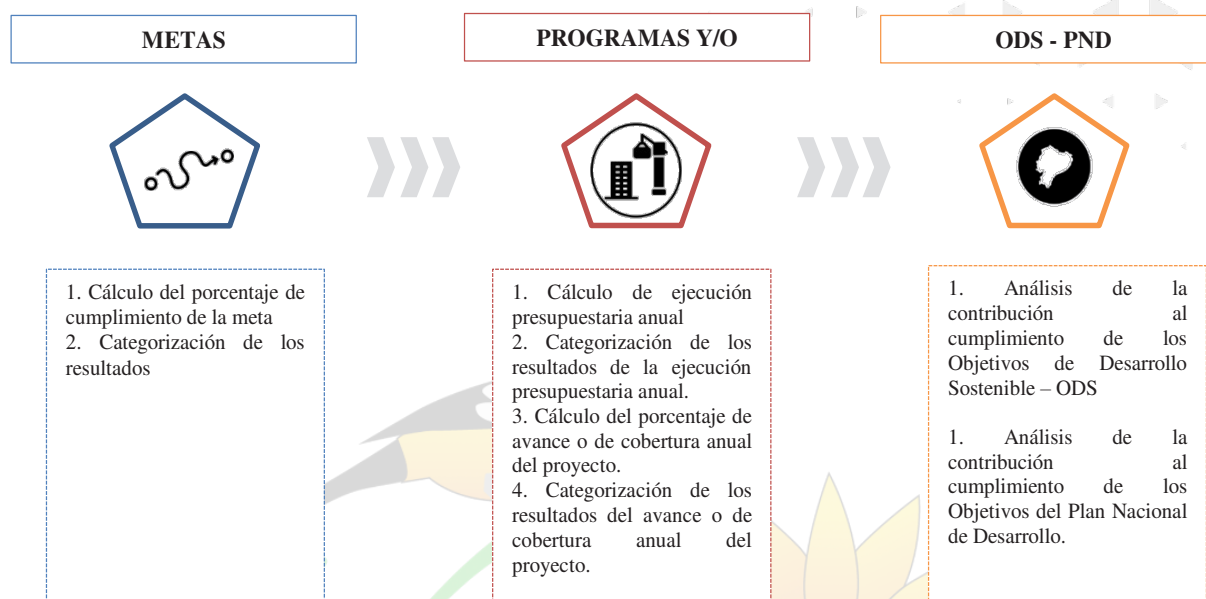 METAS
PROGRAMAS Y/O
ODS - PND
1. Cálculo del porcentaje de
cumplimiento de la meta
2. Categorización de los
resultados
1. Cálculo de ejecución
presupuestaria anual
2. Categorización de los
resultados de la ejecución
presupuestaria anual.
3. Cálculo del porcentaje de
avance o de cobertura anual
del proyecto.
4. Categorización de los
resultados del avance o de
cobertura anual del
proyecto.
1. Análisis de la
contribución al
cumplimiento de los
Objetivos de Desarrollo
Sostenible – ODS
1. Análisis de la
contribución al
cumplimiento de los
Objetivos del Plan Nacional
de Desarrollo.